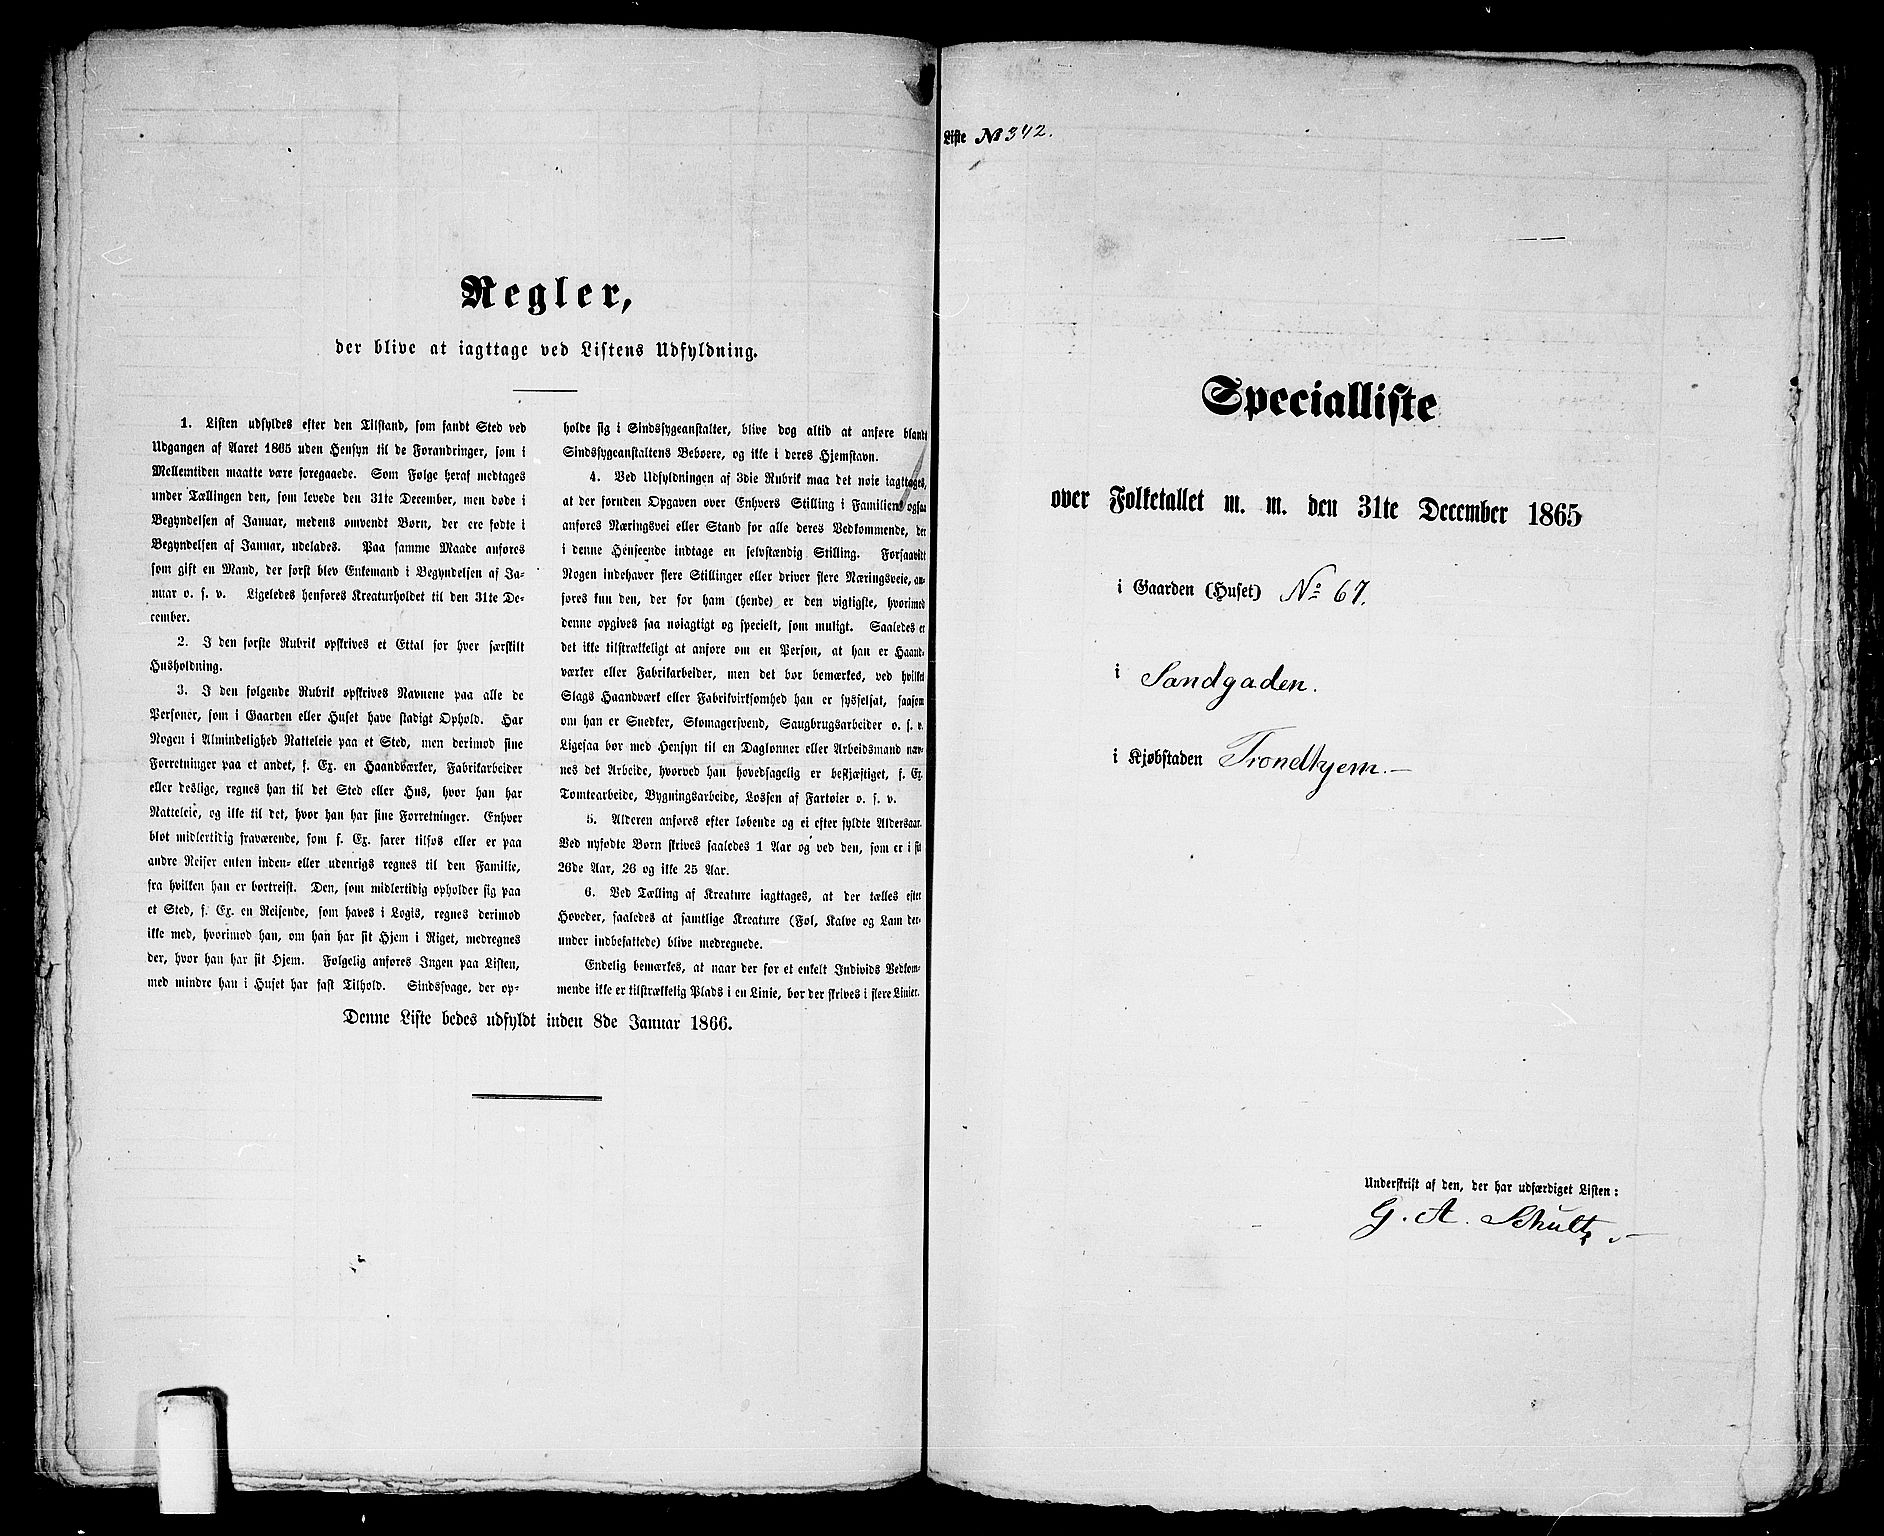 Regler,
der blive at iagttage ved Listens Udfyldning.
1. Listen udfyldes efter den Tilstand, som fandt Sted ved
Udgangen af Aaret 1865 uden Hensyn til de Forandringer, som i
Mellemtiden maatte være foregaaede. Som Følge heraf medtages
under Tællingen den, som levede den 31te December, men døde i
Begyndelsen af Januar, medens omvendt Børn, der ere fødte i
Begyndelsen af Januar, udelades. Paa samme Maade anføres
som gift en Mand, der først blev Enkemand i Begyndelsen af Ja-
nuar o. s. v. Ligeledes henføres Kreaturholdet til den 31te De-
cember.
2. I den første Rubrik opskrives et Ettal for hver særskilt
Husholdning.
3. I den følgende Rubrik opskrives Navnene paa alle de
Personer, som i Gaarden eller Huset have stadigt Ophold. Har
Nogen i Almindelighed Natteleie paa et Sted, men derimod sine
Forretninger paa et andet, f. Ex. en Haandværker, Fabrikarbeider
eller deslige, regnes han til det Sted eller Hus, hvor han har
Natteleie, og ikke til det, hvor han har sine Forretninger. Enhver
blot midlertidig fraværende, som f. Ex. farer tilsøs eller er paa
andre Reiser enten inden- eller udenrigs regnes til den Familie,
fra hvilken han er bortreist. Den, som midlertidig opholder sig paa
et Sted, f. Ex. en Reisende, som haves i Logis, regnes derimod
ikke med, hvorimod han, om han har sit Hjem i Riget, medregnes
der, hvor han har sit Hjem. Følgelig anføres Ingen paa Listen,
med mindre han i Huset har fast Tilhold. Sindssvage, der op-
holde sig i Sindssygeanstalter, blive dog altid at anføre blandt
Sindssygeanstaltens Beboere, og ikke i deres Hjemstavn.
4. Ved Udfyldningen af 3die Rubrik maa det nøie iagttages,
at der foruden Opgaven over Enhvers Stilling i Familien ogsaa
anføres Næringsvei eller Stand for alle deres Vedkommende, der
i denne Henseende indtage en selvstændig Stilling. Forsaavidt
Nogen indehaver flere Stillinger eller driver flere Næringsveie, an-
føres kun den, der for ham (hende) er den vigtigste, hvorimod
denne opgives saa nøiagtigt og specielt, som muligt. Saaledes er
det ikke tilstrækkeligt at anføre om en Person, at han er Haand-
værker eller Fabrikarbeider, men det bør bemærkes, ved hvilket
Slags Haandværk eller Fabrikvirksomhed han er sysselsat, saasom
om han er Snedker, Skomagersvend, Saugbrugsarbeider o. s. v.
Ligesaa bør med Hensyn til en Dagløner eller Arbeidsmand næv-
nes det Arbeide, hvorved han hovedsagelig er beskjæftiget, f. Ex.
Tomtearbeide, Bygningsarbeide, Lossen af Fartøier o. s. v.
5. Alderen anføres efter løbende og ei efter fyldte Aldersaar.
Ved nyfødte Børn skrives saaledes 1 Aar og ved den, som er i sit
26de Aar, 26 og ikke 25 Aar.
6. Ved Tælling af Kreature iagttages, at der tælles efter
Hoveder, saaledes at samtlige Kreature (Føl, Kalve og Lam der-
under indbefattede) blive medregnede.
Endelig bemærkes, at naar der for et enkelt Individs Vedkom-
mende ikke er tilstrækkelig Plads i en Linie, bør der skrives i flere Linier.
Denne Liste bedes udfyldt inden 8de Januar 1866.
Liste № 342.
Specialliste
over Folketallet m. m. den 31te December 1865
i Gaarden (Huset) No 67.
i Sandgaden.
i Kjøbstaden Trondhjem.
Underskrift af den, der har udfærdiget Listen:
G. A. Schultz.